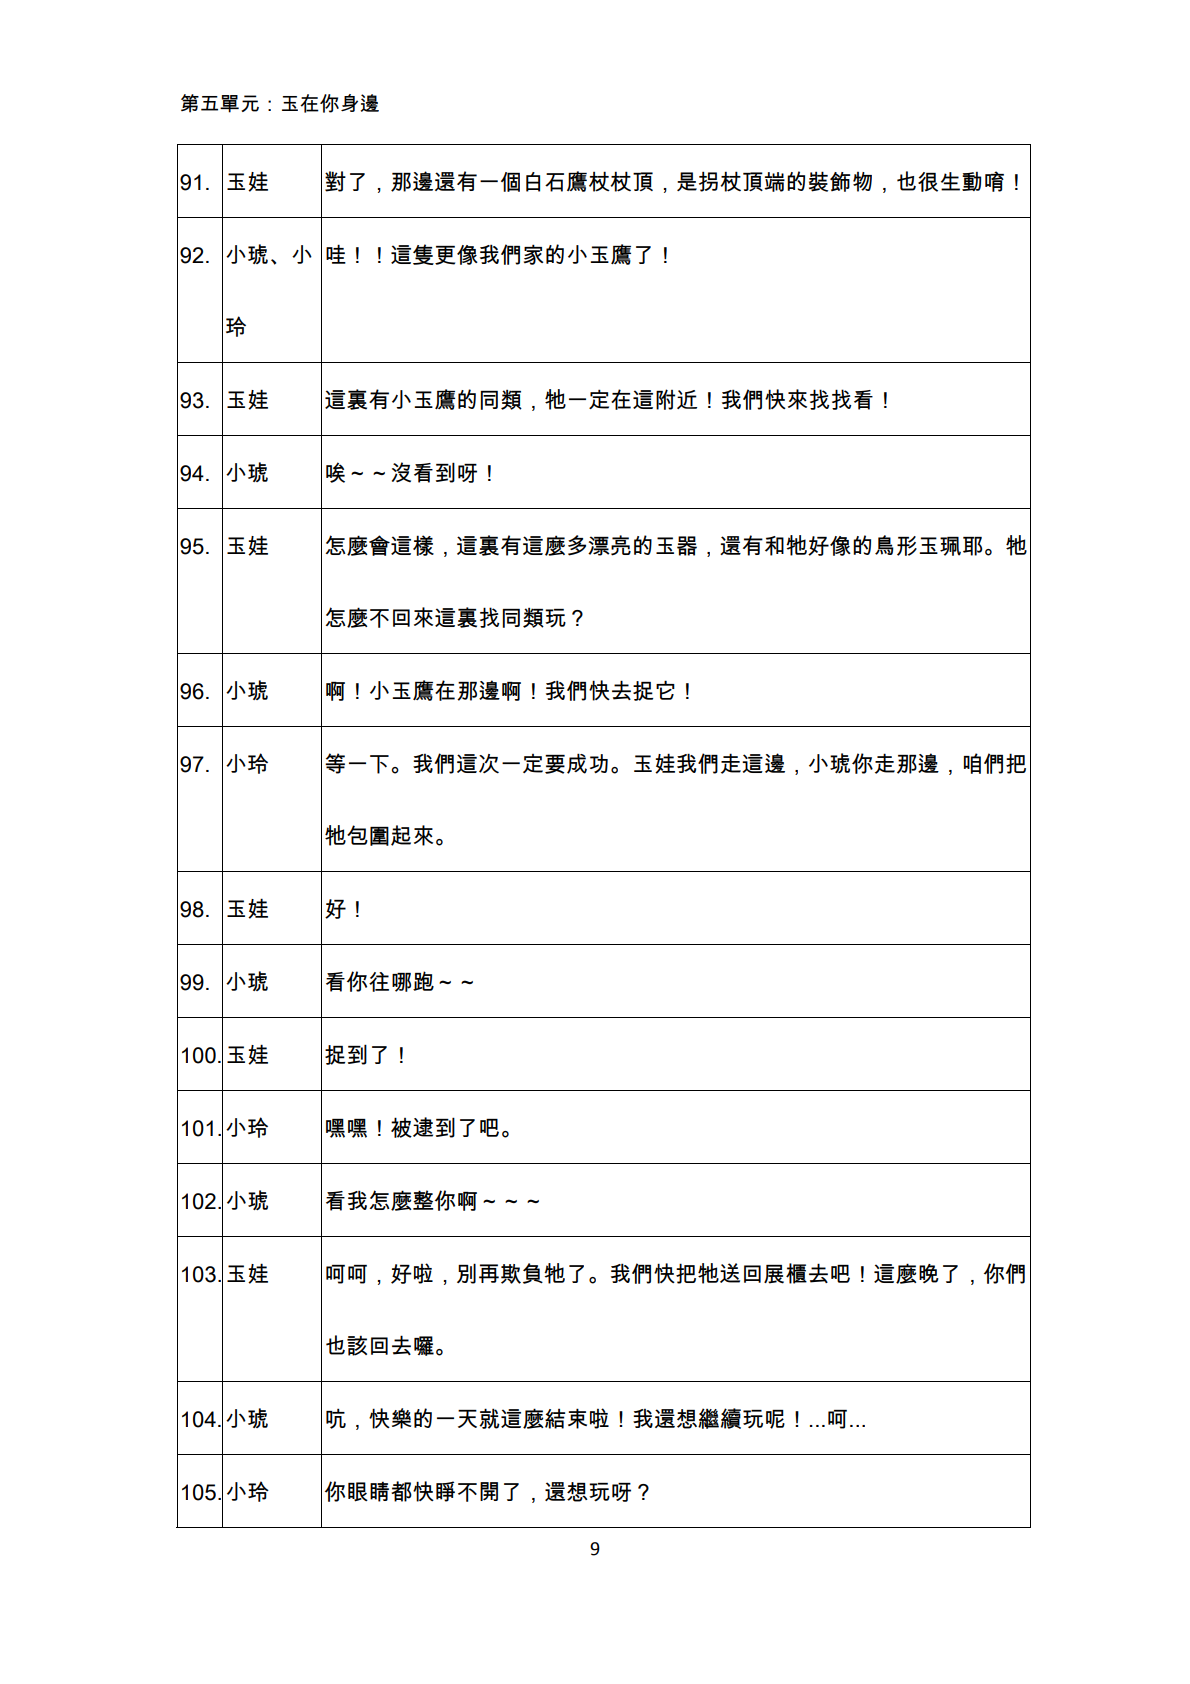 第五單元：玉在你身邊
91. 玉娃 對了，那邊還有一個白石鷹杖杖頂，是拐杖頂端的裝飾物，也很生動唷！
92. 小琥、小 哇！！這隻更像我們家的小玉鷹了！
玲
93. 玉娃 這裏有小玉鷹的同類，牠一定在這附近！我們快來找找看！
94. 小琥 唉～～沒看到呀！
95. 玉娃 怎麼會這樣，這裏有這麼多漂亮的玉器，還有和牠好像的鳥形玉珮耶。牠
怎麼不回來這裏找同類玩？
96. 小琥 啊！小玉鷹在那邊啊！我們快去捉它！
97. 小玲 等一下。我們這次一定要成功。玉娃我們走這邊，小琥你走那邊，咱們把
牠包圍起來。
98. 玉娃 好！
99. 小琥 看你往哪跑～～
100. 玉娃 捉到了！
101. 小玲 嘿嘿！被逮到了吧。
102. 小琥 看我怎麼整你啊～～～
103. 玉娃 呵呵，好啦，別再欺負牠了。我們快把牠送回展櫃去吧！這麼晚了，你們
也該回去囉。
104. 小琥 吭，快樂的一天就這麼結束啦！我還想繼續玩呢！...呵...
105. 小玲 你眼睛都快睜不開了，還想玩呀？
9